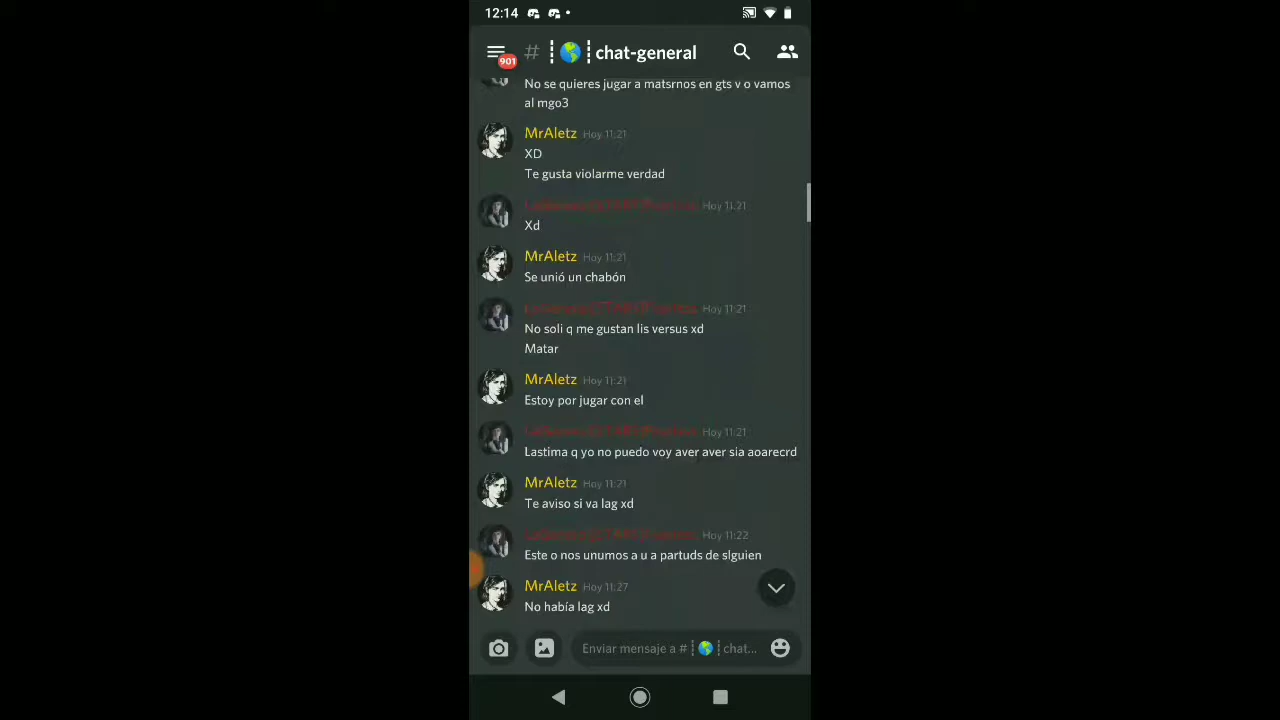 12:14
901
# ┊🌎┊chat-general
No se quieres jugar a matsrnos en gts v o vamos
al mgo3
MrAletz Hoy 11:21
XD
Te gusta violarme verdad
Hoy 11:21
Xd
MrAletz Hoy 11:21
Se unió un chabón
Hoy 11:21
No soli q me gustan lis versus xd
Matar
MrAletz Hoy 11:21
Estoy por jugar con el
Hoy 11:21
Lastima q yo no puedo voy aver aver sia aoarecrd
MrAletz Hoy 11:21
Te aviso si va lag xd
Hoy 11:22
Este o nos unumos a u a partuds de slguien
MrAletz Hoy 11:27
No había lag xd
Enviar mensaje a #┊🌎┊chat...